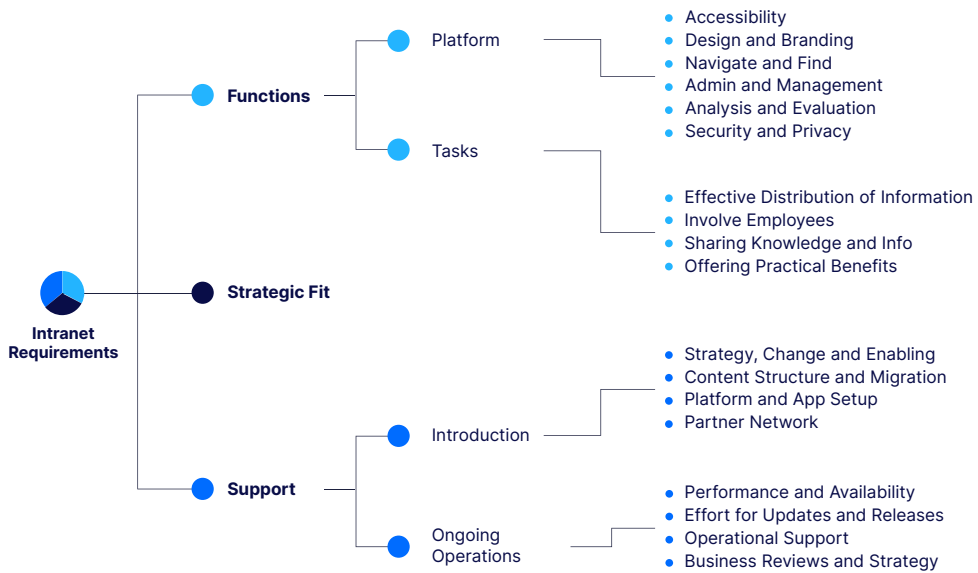 Intranet
Requirements
Functions
Platform
Accessibility
Design and Branding
Navigate and Find
Admin and Management
Analysis and Evaluation
Security and Privacy
Tasks
Effective Distribution of Information
Involve Employees
Sharing Knowledge and Info
Offering Practical Benefits
Strategic Fit
Support
Introduction
Strategy, Change and Enabling
Content Structure and Migration
Platform and App Setup
Partner Network
Ongoing
Operations
Performance and Availability
Effort for Updates and Releases
Operational Support
Business Reviews and Strategy